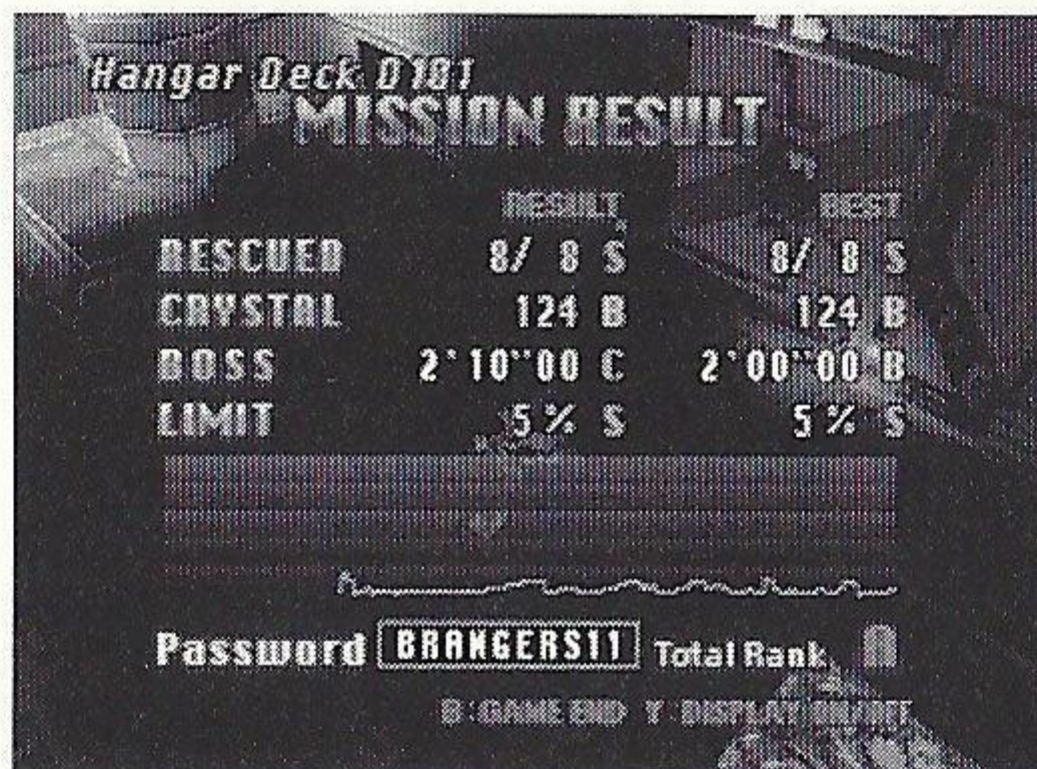 Hangar Deck D101
MISSION RESULT
RESULT BEST
RESCUED 8/ 8 S 8/ 8 S
CRYSTAL 124 B 124 B
BOSS 2'10"00 C 2'00"00 B
LIMIT 5% S 5% S
Password BRANGERS11 Total Rank A
B:GAME END Y:DISPLAY